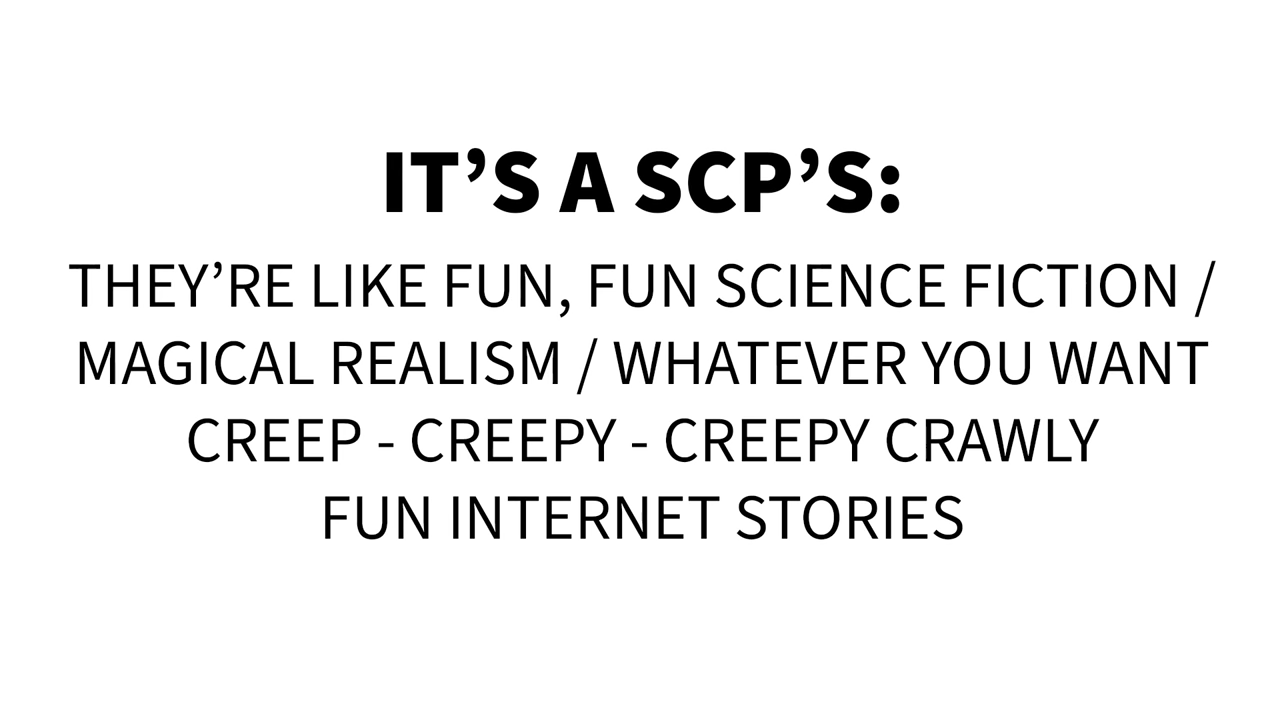 IT’S A SCP’S:
THEY’RE LIKE FUN, FUN SCIENCE FICTION /
MAGICAL REALISM / WHATEVER YOU WANT
CREEP - CREEPY - CREEPY CRAWLY
FUN INTERNET STORIES